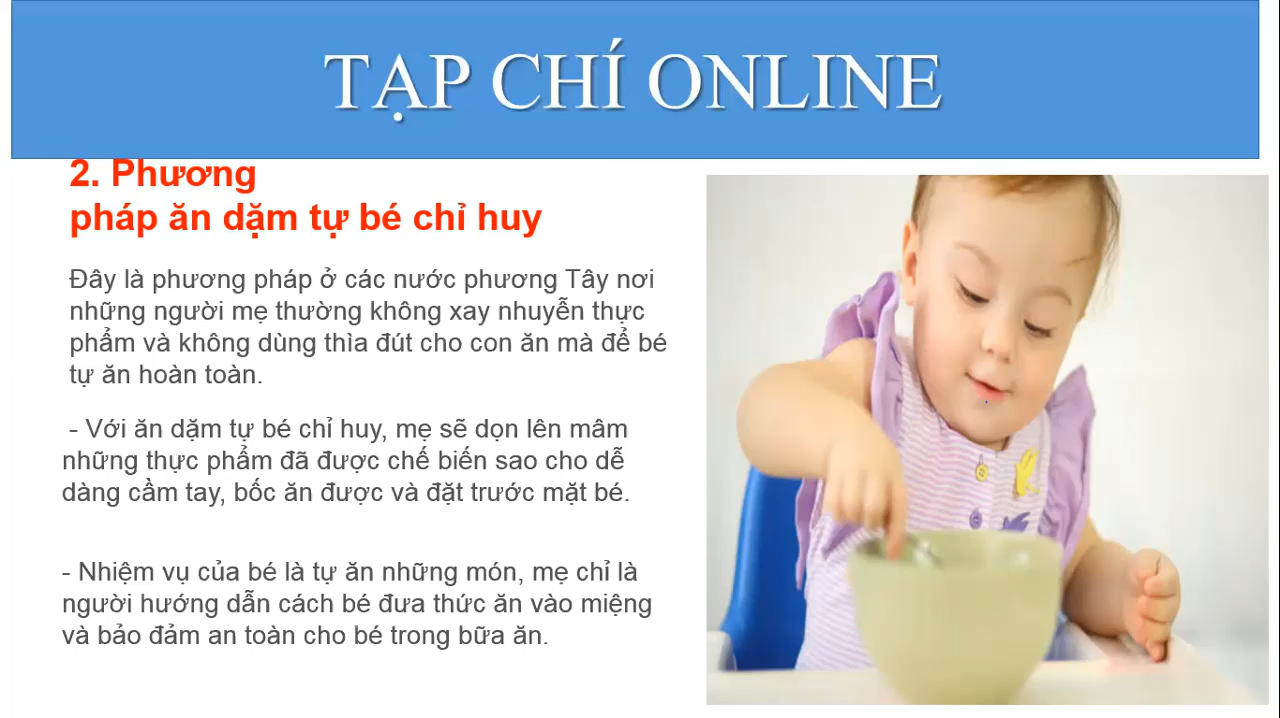 TẠP CHÍ ONLINE
2. Phương
pháp ăn dặm tự bé chỉ huy
Đây là phương pháp ở các nước phương Tây nơi
những người mẹ thường không xay nhuyễn thực
phẩm và không dùng thìa đút cho con ăn mà để bé
tự ăn hoàn toàn.
- Với ăn dặm tự bé chỉ huy, mẹ sẽ dọn lên mâm
những thực phẩm đã được chế biến sao cho dễ
dàng cầm tay, bốc ăn được và đặt trước mặt bé.
- Nhiệm vụ của bé là tự ăn những món, mẹ chỉ là
người hướng dẫn cách bé đưa thức ăn vào miệng
và bảo đảm an toàn cho bé trong bữa ăn.